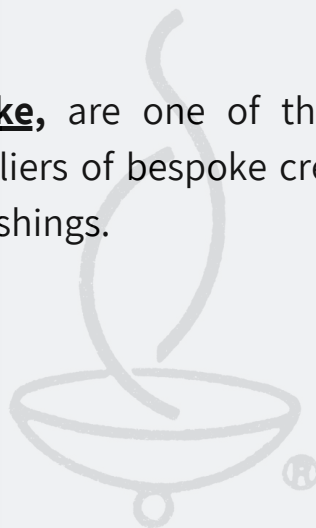 ke, are one of th
liers of bespoke cre
shings.
®